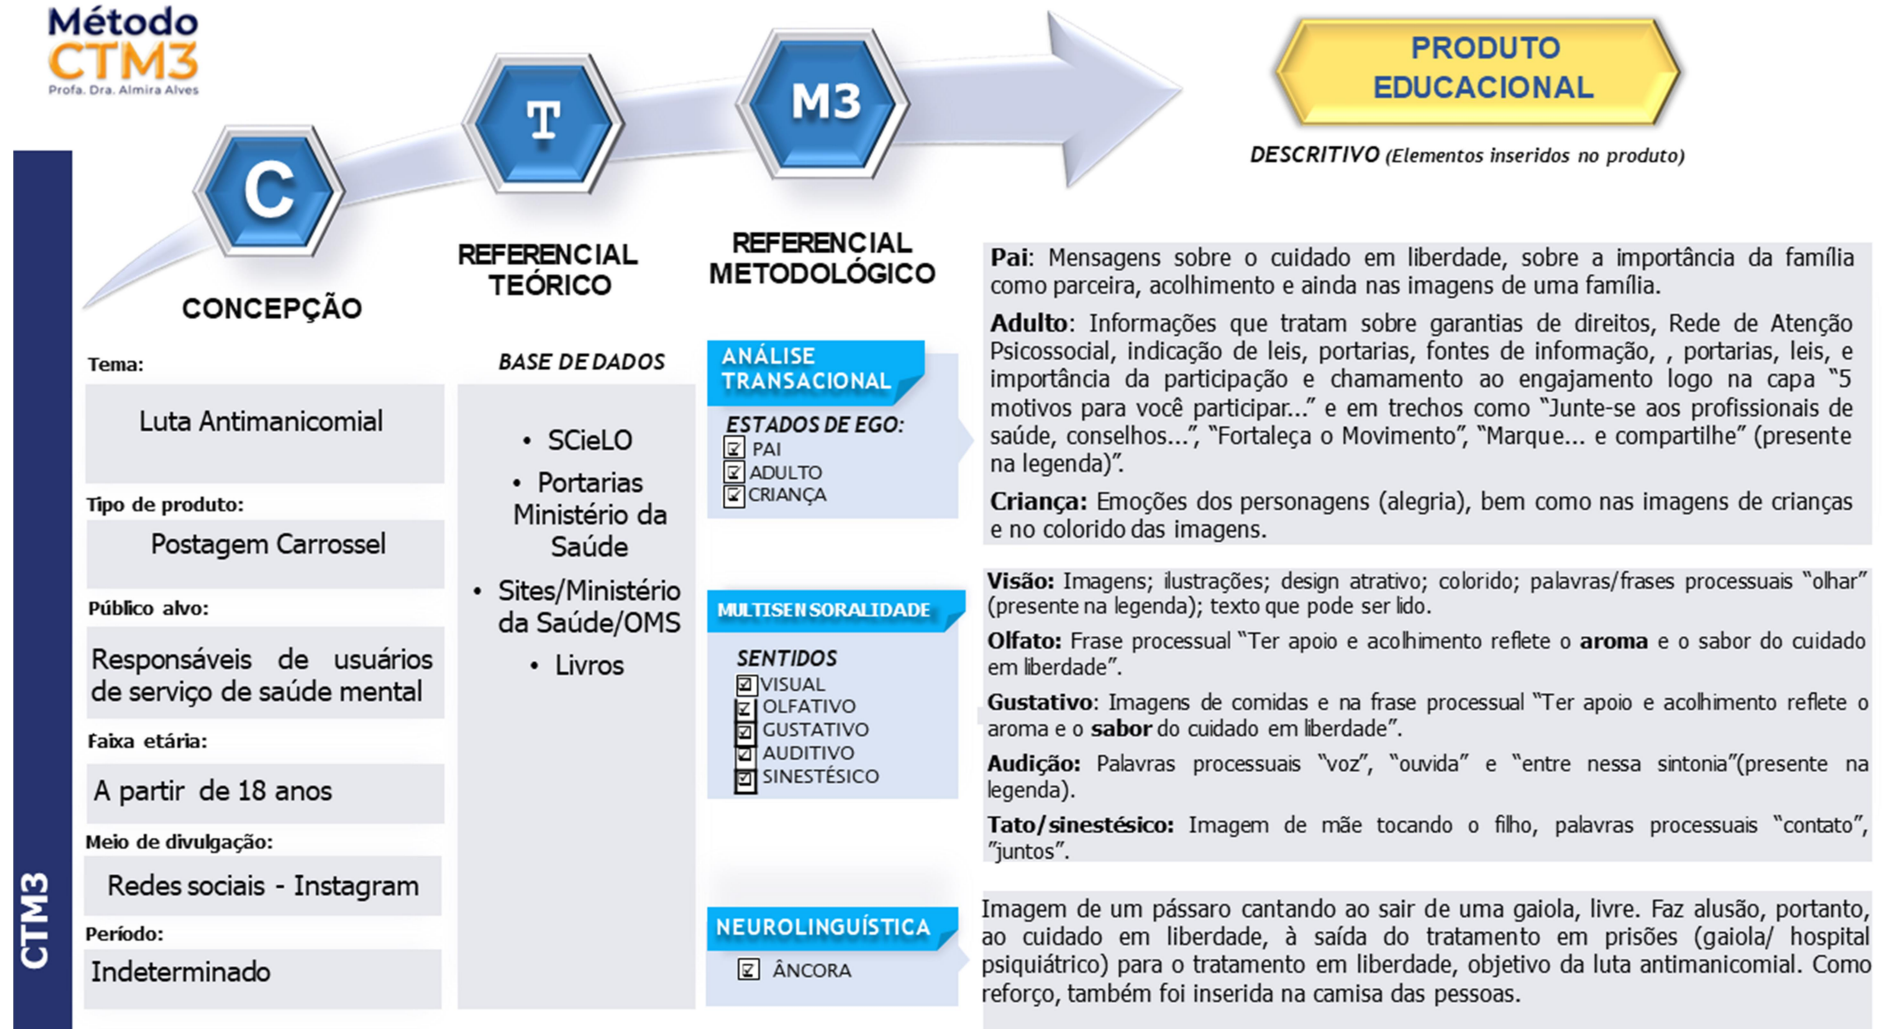 Método
CTM3
Profa. Dra. Almira Alves
C
T
M3
PRODUTO
EDUCACIONAL
DESCRITIVO (Elementos inseridos no produto)
CTM3
CONCEPÇÃO
Tema:
Luta Antimanicomial
Tipo de produto:
Postagem Carrossel
Público alvo:
Responsáveis de usuários
de serviço de saúde mental
Faixa etária:
A partir de 18 anos
Meio de divulgação:
Redes sociais - Instagram
Período:
Indeterminado
REFERENCIAL
TEÓRICO
BASE DE DADOS
• SCieLO
• Portarias
Ministério da
Saúde
• Sites/Ministério
da Saúde/OMS
• Livros
REFERENCIAL
METODOLÓGICO
ANÁLISE
TRANSACIONAL
ESTADOS DE EGO:
☑ PAI
☑ ADULTO
☑ CRIANÇA
Pai: Mensagens sobre o cuidado em liberdade, sobre a importância da família
como parceira, acolhimento e ainda nas imagens de uma família.
Adulto: Informações que tratam sobre garantias de direitos, Rede de Atenção
Psicossocial, indicação de leis, portarias, fontes de informação, , portarias, leis, e
importância da participação e chamamento ao engajamento logo na capa “5
motivos para você participar...” e em trechos como “Junte-se aos profissionais de
saúde, conselhos...”, “Fortaleça o Movimento”, “Marque... e compartilhe” (presente
na legenda)”.
Criança: Emoções dos personagens (alegria), bem como nas imagens de crianças
e no colorido das imagens.
MULTISENSORALIDADE
SENTIDOS
☑ VISUAL
☑ OLFATIVO
☑ GUSTATIVO
☑ AUDITIVO
☑ SINESTÉSICO
Visão: Imagens; ilustrações; design atrativo; colorido; palavras/frases processuais “olhar”
(presente na legenda); texto que pode ser lido.
Olfato: Frase processual “Ter apoio e acolhimento reflete o aroma e o sabor do cuidado
em liberdade”.
Gustativo: Imagens de comidas e na frase processual “Ter apoio e acolhimento reflete o
aroma e o sabor do cuidado em liberdade”.
Audição: Palavras processuais “voz”, “ouvida” e “entre nessa sintonia”(presente na
legenda).
Tato/sinestésico: Imagem de mãe tocando o filho, palavras processuais “contato”,
”juntos”.
NEUROLINGUÍSTICA
☑ ÂNCORA
Imagem de um pássaro cantando ao sair de uma gaiola, livre. Faz alusão, portanto,
ao cuidado em liberdade, à saída do tratamento em prisões (gaiola/ hospital
psiquiátrico) para o tratamento em liberdade, objetivo da luta antimanicomial. Como
reforço, também foi inserida na camisa das pessoas.